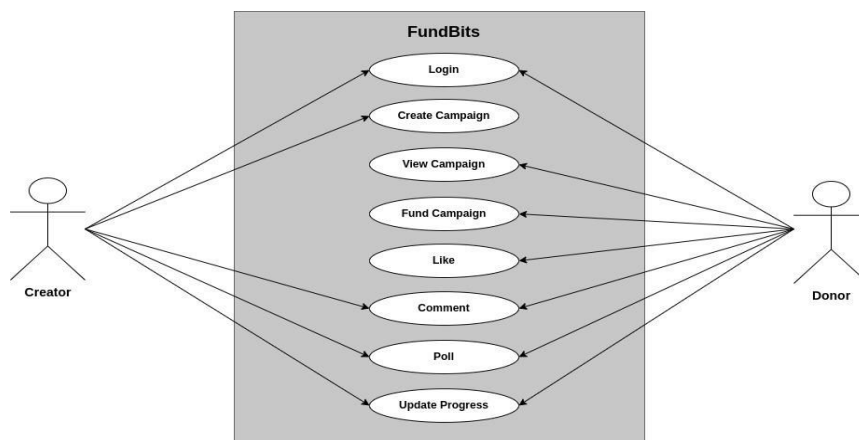 FundBits
Login
Create Campaign
View Campaign
Fund Campaign
Like
Comment
Poll
Update Progress
Creator
Donor